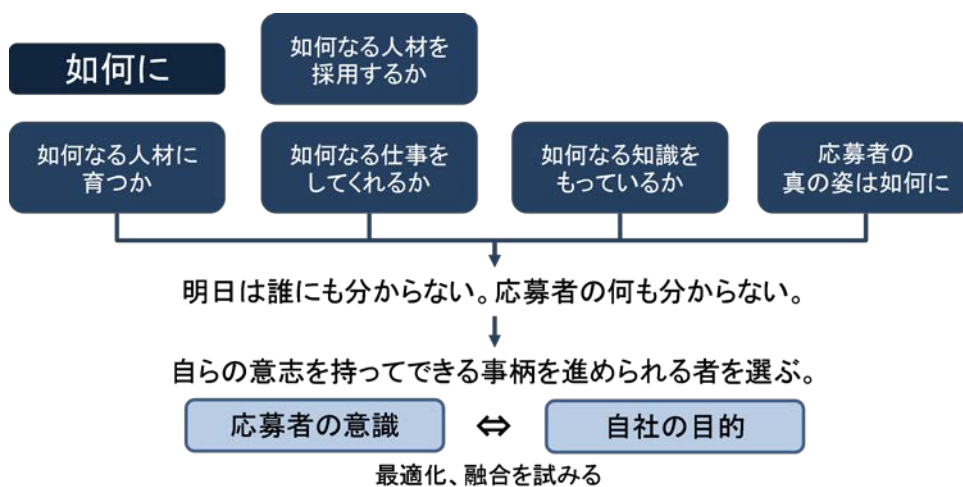 如何に
如何なる人材を
採用するか
如何なる人材に
育つか
如何なる仕事を
してくれるか
如何なる知識を
もっているか
応募者の
真の姿は如何に
明日は誰にも分からない。応募者の何も分からない。
自らの意志を持ってできる事柄を進められる者を選ぶ。
応募者の意識
⇔
自社の目的
最適化、融合を試みる